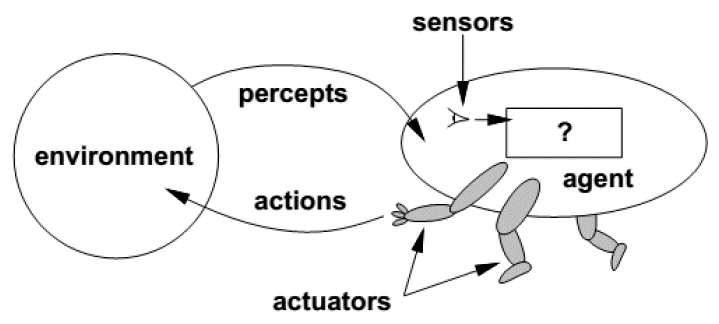 sensors
percepts
environment
?
agent
actions
actuators